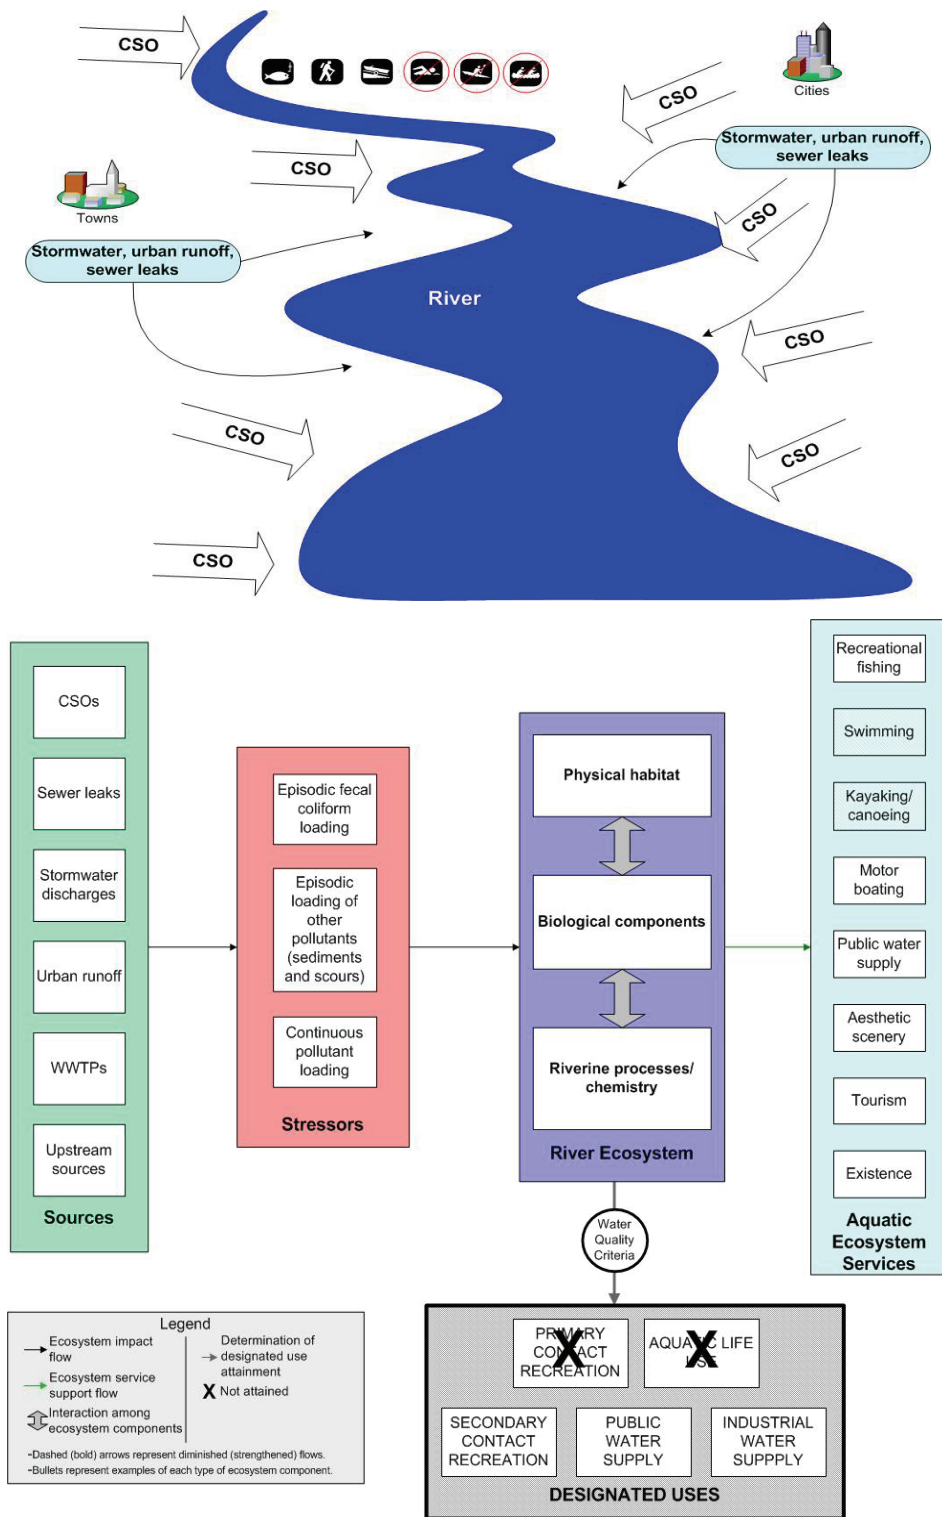 CSO
CSO
Cities
Stormwater, urban runoff,
sewer leaks
CSO
Towns
CSO
Stormwater, urban runoff,
sewer leaks
River
CSO
CSO
CSO
CSO
Recreational
fishing
Swimming
Kayaking/
canoeing
Motor
boating
Public water
supply
Aesthetic
scenery
Tourism
Existence
Aquatic
Ecosystem
Services
CSOs
Sewer leaks
Stormwater
discharges
Urban runoff
WWTPs
Upstream
sources
Sources
Episodic fecal
coliform
loading
Episodic
loading of
other
pollutants
(sediments
and scours)
Continuous
pollutant
loading
Stressors
Physical habitat
Biological components
Riverine processes/
chemistry
River Ecosystem
Water
Quality
Criteria
Legend
Ecosystem impact
flow
Ecosystem service
support flow
Interaction among
ecosystem components
Determination of
designated use
attainment
X Not attained
-Dashed (bold) arrows represent diminished (strengthened) flows.
-Bullets represent examples of each type of ecosystem component.
PRIMARY
CONTACT
RECREATION
X
AQUATIC LIFE
USE
X
SECONDARY
CONTACT
RECREATION
PUBLIC
WATER
SUPPLY
INDUSTRIAL
WATER
SUPPPLY
DESIGNATED USES